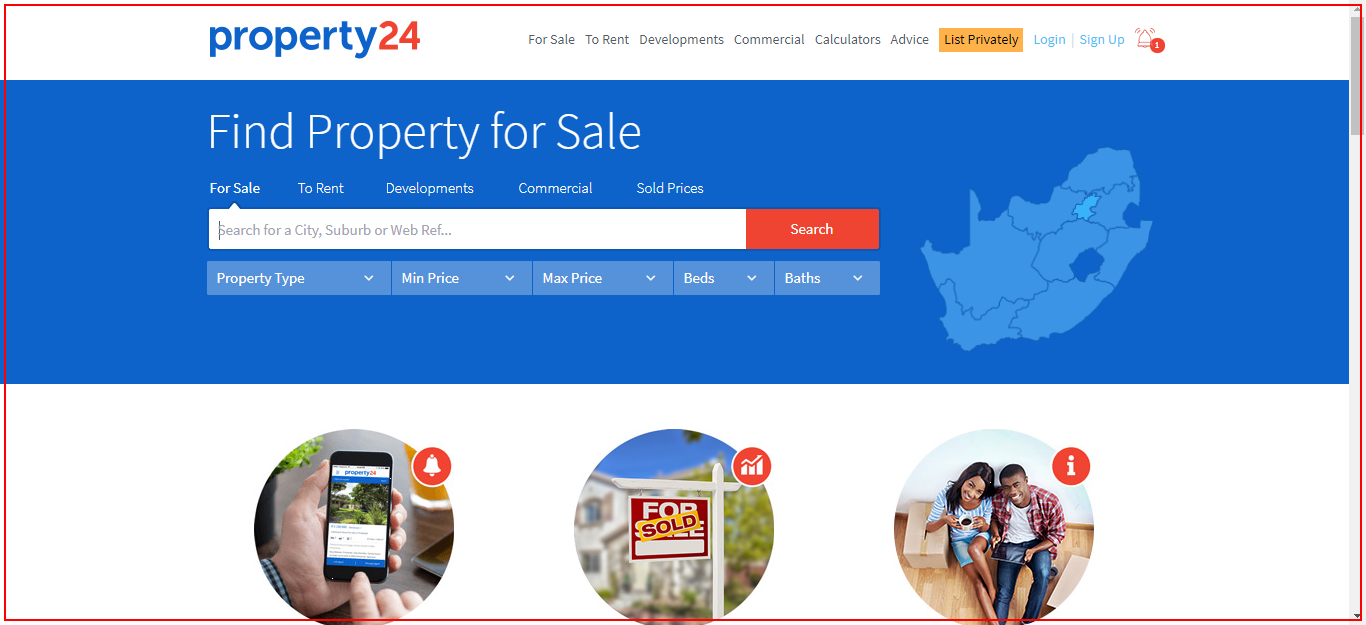 property24
For Sale To Rent Developments Commercial Calculators Advice List Privately Login | Sign Up 1
Find Property for Sale
For Sale To Rent Developments Commercial Sold Prices
Search for a City, Suburb or Web Ref... Search
Property Type Min Price Max Price Beds Baths
property24
FOR
SOLD